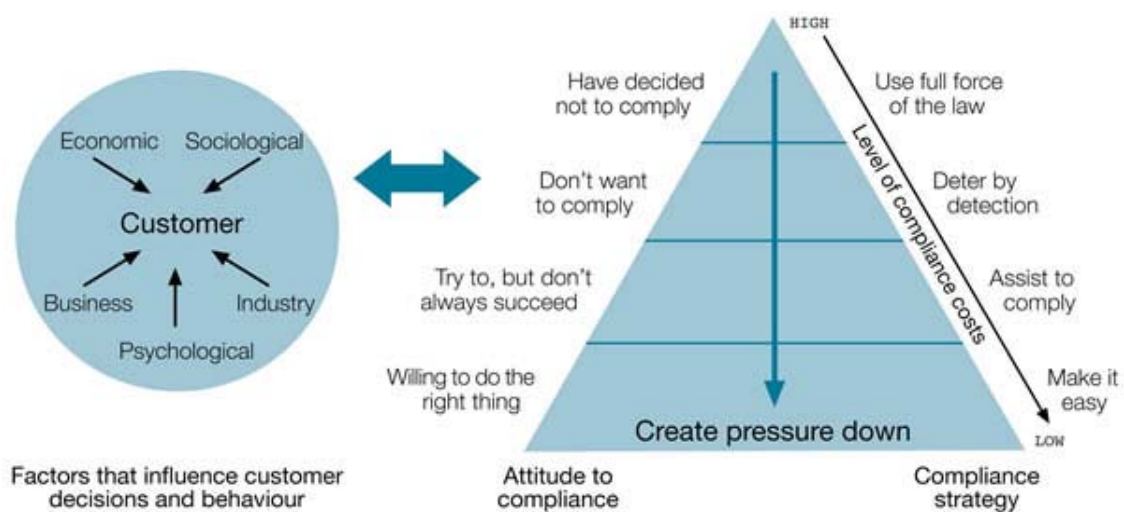 Economic
Sociological
Customer
Business
Industry
Psychological
Factors that influence customer
decisions and behaviour
HIGH
Have decided
not to comply
Use full force
of the law
Don't want
to comply
Deter by
detection
Level of compliance costs
Try to, but don't
always succeed
Assist to
comply
Willing to do the
right thing
Make it
easy
Create pressure down
LOW
Attitude to
compliance
Compliance
strategy